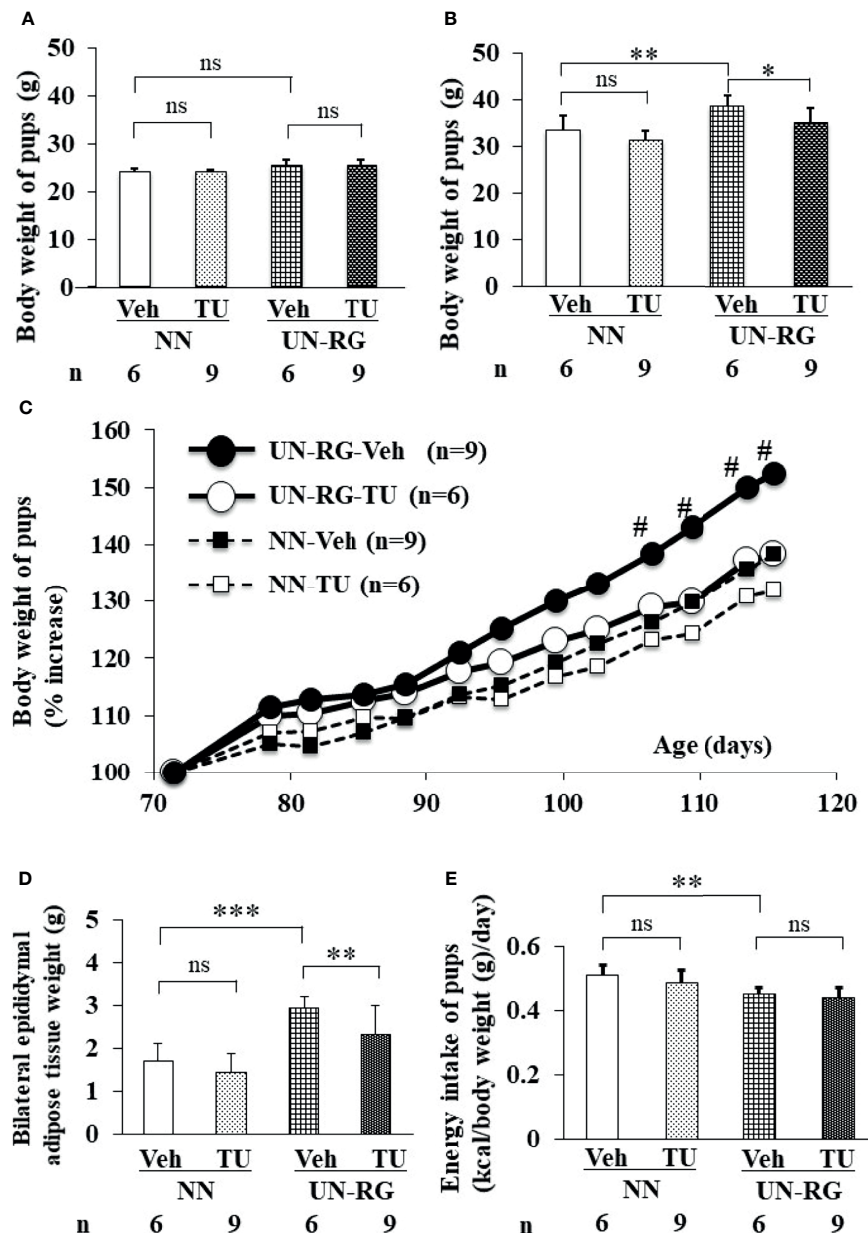 A
Body weight of pups (g)
50
40
30
20
10
0
ns
ns
ns
Veh TU Veh TU
NN UN-RG
n 6 9 6 9
B
Body weight of pups (g)
50
40
30
20
10
0
**
ns
*
Veh TU Veh TU
NN UN-RG
n 6 9 6 9
C
Body weight of pups
(% increase)
160
150
140
130
120
110
100
UN-RG-Veh (n=9)
UN-RG-TU (n=6)
NN-Veh (n=9)
NN-TU (n=6)
# # # #
Age (days)
70 80 90 100 110 120
D
Bilateral epididymal
adipose tissue weight (g)
5
4
3
2
1
0
***
ns
**
Veh TU Veh TU
NN UN-RG
n 6 9 6 9
E
Energy intake of pups
(kcal/body weight (g)/day)
0.6
0.4
0.2
0
**
ns
ns
Veh TU Veh TU
NN UN-RG
n 6 9 6 9